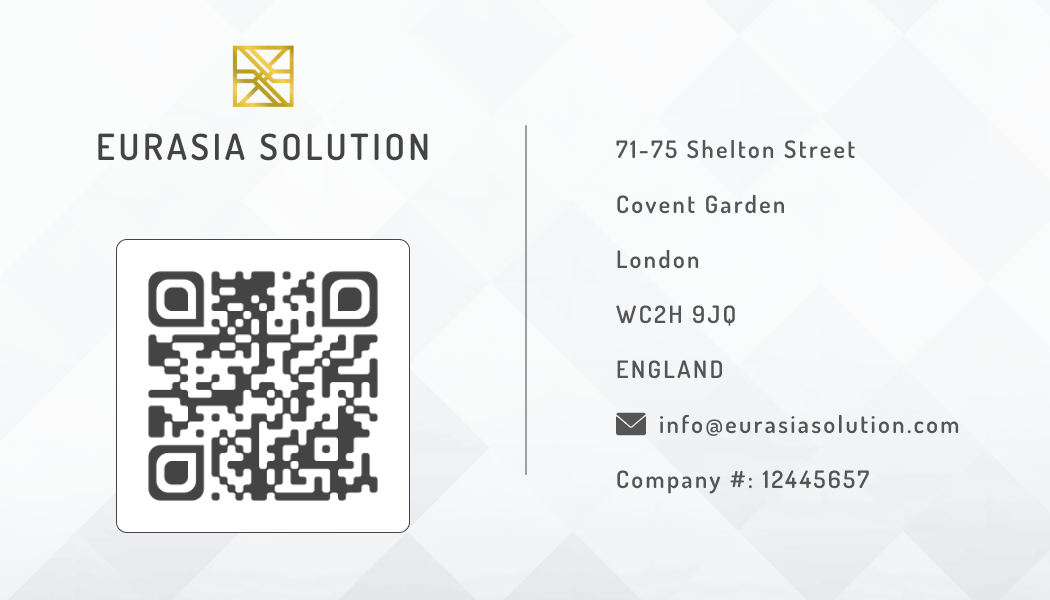 EURASIA SOLUTION
71-75 Shelton Street
Covent Garden
London
WC2H 9JQ
ENGLAND
info@eurasiasolution.com
Company #: 12445657